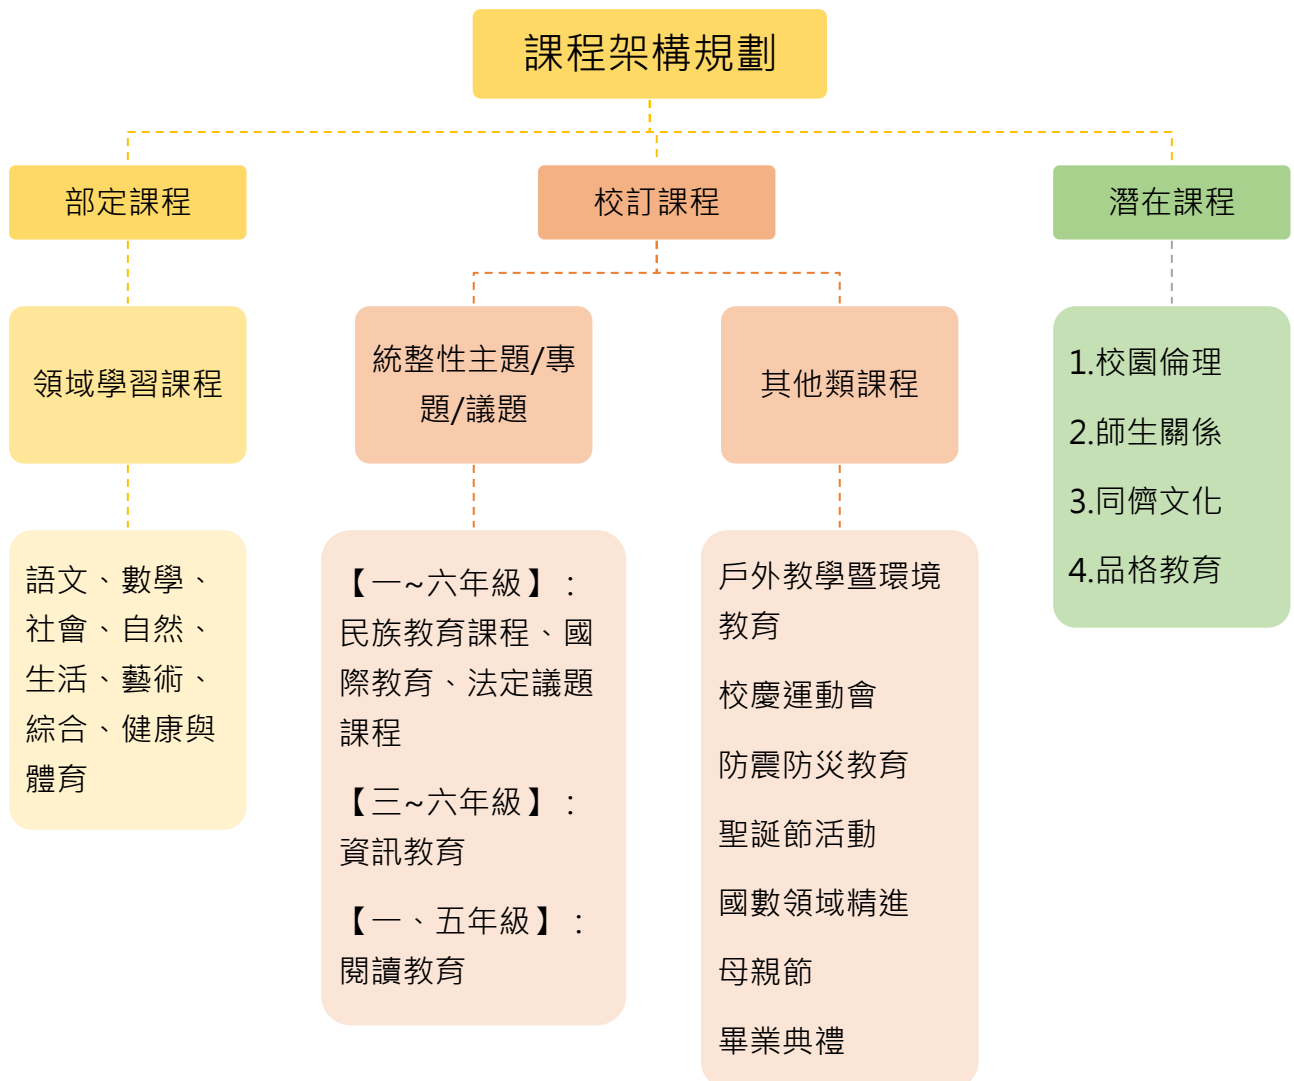 課程架構規劃
部定課程
校訂課程
潛在課程
領域學習課程
統整性主題/專
題/議題
其他類課程
1.校園倫理
2.師生關係
3.同儕文化
4.品格教育
語文、數學、
社會、自然、
生活、藝術、
綜合、健康與
體育
【一~六年級】：
民族教育課程、國
際教育、法定議題
課程
【三~六年級】：
資訊教育
【一、五年級】：
閱讀教育
戶外教學暨環境
教育
校慶運動會
防震防災教育
聖誕節活動
國數領域精進
母親節
畢業典禮